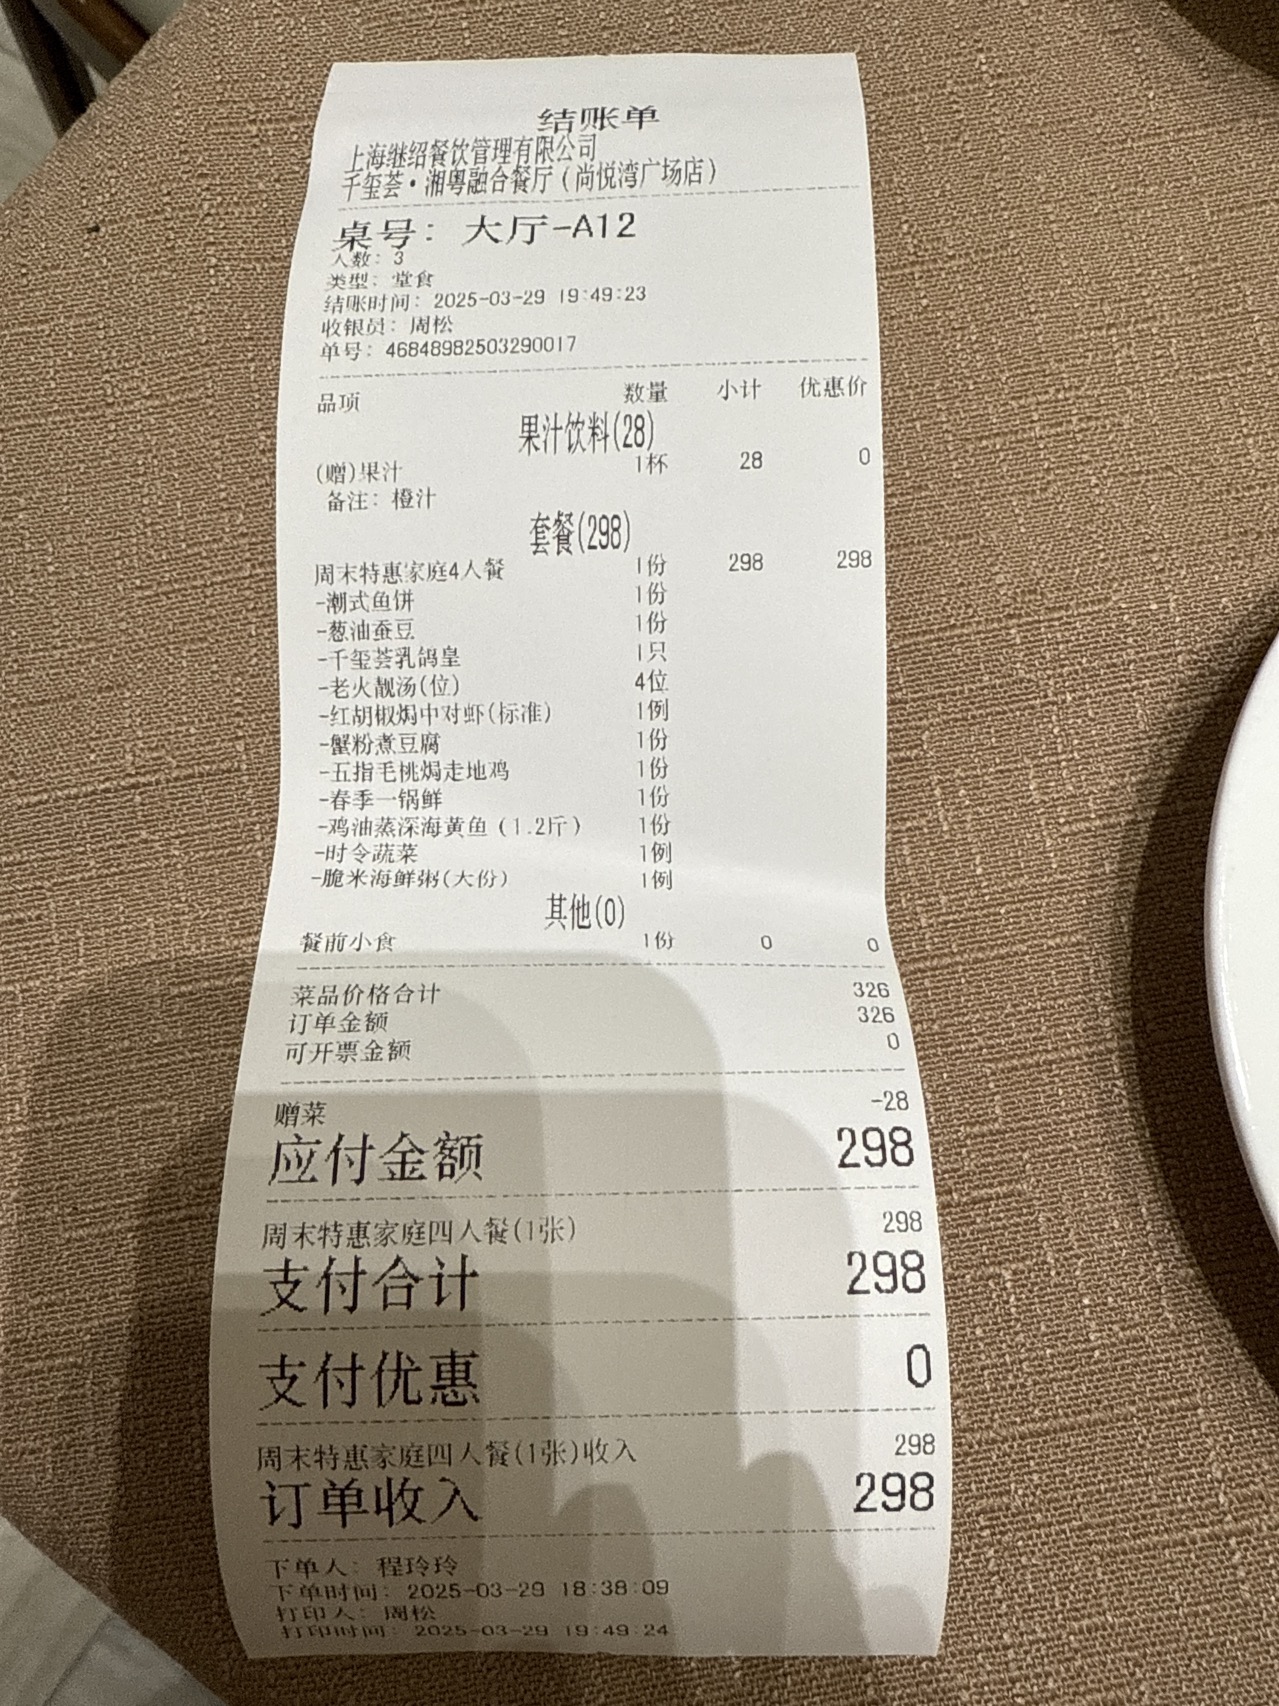 结账单
上海继绍餐饮管理有限公司
千玺荟·湘粤融合餐厅(尚悦湾广场店)
桌号: 大厅-A12
人数: 3
类型: 堂食
结账时间: 2025-03-29 19:49:23
收银员: 周松
单号: 46848982503290017
品项 数量 小计 优惠价
果汁饮料(28)
(赠)果汁 1杯 28 0
备注: 橙汁
套餐(298)
周末特惠家庭4人餐 1份 298 298
-潮式鱼饼 1份
-葱油蚕豆 1份
-千玺荟乳鸽皇 1只
-老火靓汤(位) 4位
-红胡椒焗中对虾(标准) 1例
-蟹粉煮豆腐 1份
-五指毛桃焗走地鸡 1份
-春季一锅鲜 1份
-鸡油蒸深海黄鱼(1.2斤) 1份
-时令蔬菜 1例
-脆米海鲜粥(大份) 1例
其他(0)
餐前小食 1份 0 0
菜品价格合计 326
订单金额 326
可开票金额 0
赠菜 -28
应付金额 298
周末特惠家庭四人餐(1张) 298
支付合计 298
支付优惠 0
周末特惠家庭四人餐(1张)收入 298
订单收入 298
下单人: 程玲玲
下单时间: 2025-03-29 18:38:09
打印人: 周松
打印时间: 2025-03-29 19:49:24